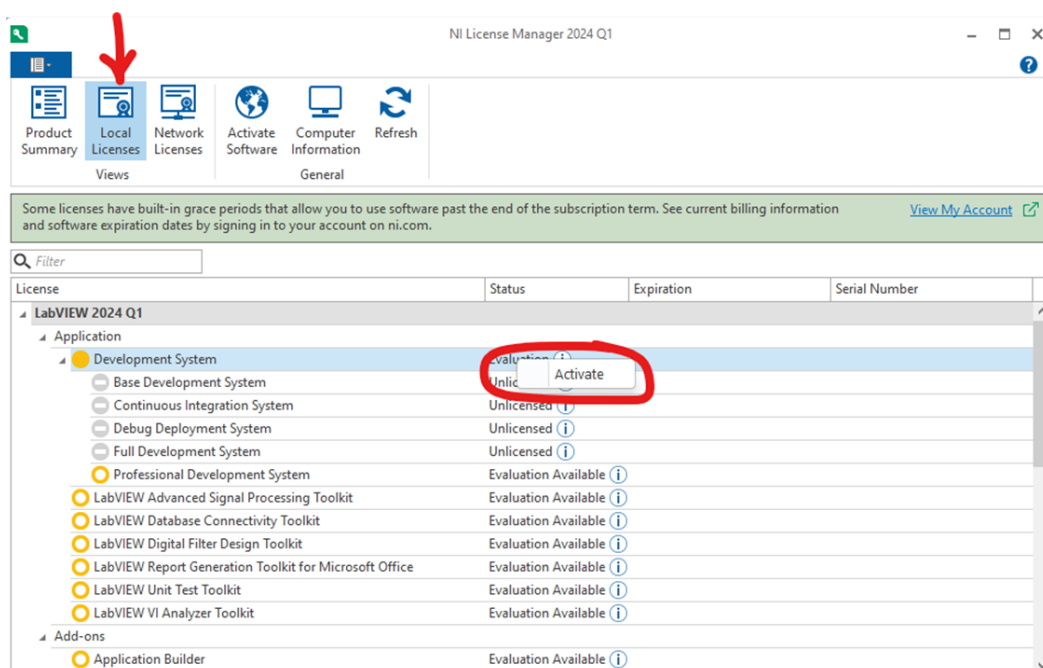 NI License Manager 2024 Q1
Product Summary
Local Licenses
Network Licenses
Activate Software
Computer Information
Refresh
Views
General
Some licenses have built-in grace periods that allow you to use software past the end of the subscription term. See current billing information
and software expiration dates by signing in to your account on ni.com.
View My Account
Filter
License Status Expiration Serial Number
LabVIEW 2024 Q1
Application
Development System Evaluation
Activate
Base Development System
Continuous Integration System Unlicensed
Debug Deployment System Unlicensed
Full Development System Unlicensed
Professional Development System Evaluation Available
LabVIEW Advanced Signal Processing Toolkit Evaluation Available
LabVIEW Database Connectivity Toolkit Evaluation Available
LabVIEW Digital Filter Design Toolkit Evaluation Available
LabVIEW Report Generation Toolkit for Microsoft Office Evaluation Available
LabVIEW Unit Test Toolkit Evaluation Available
LabVIEW VI Analyzer Toolkit Evaluation Available
Add-ons
Application Builder Evaluation Available